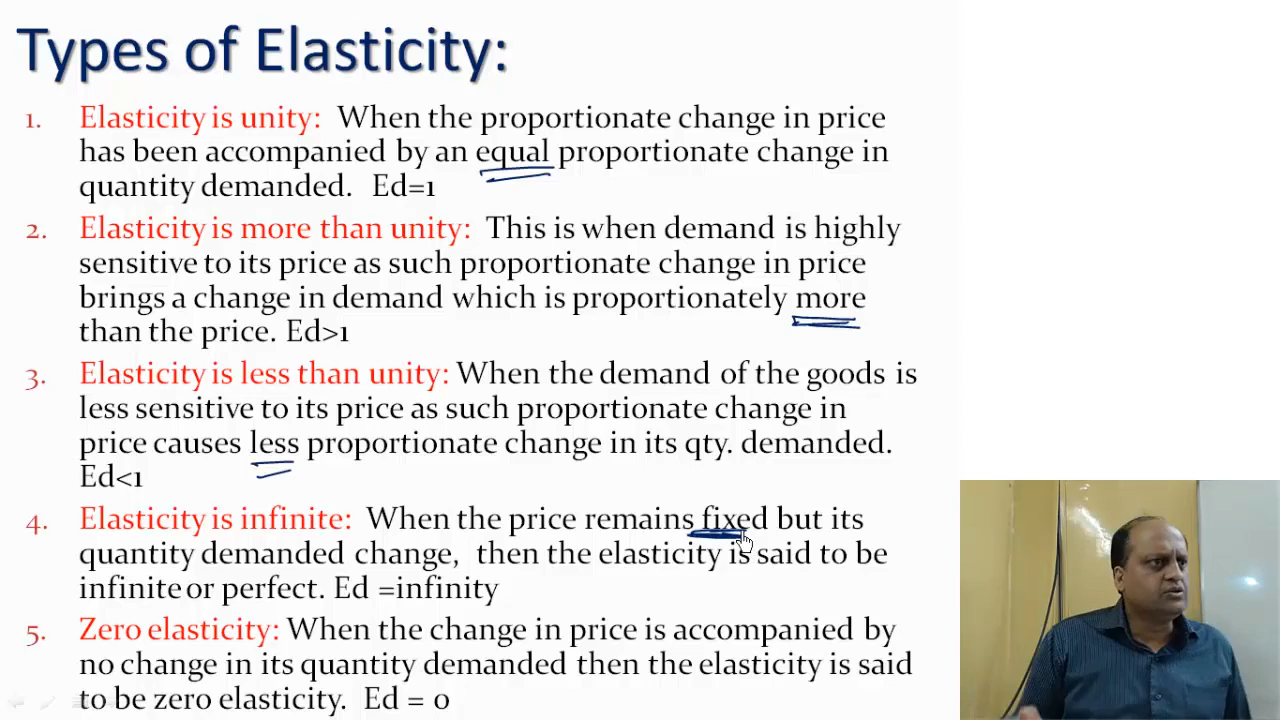 Types of Elasticity:
1. Elasticity is unity: When the proportionate change in price
has been accompanied by an equal proportionate change in
quantity demanded. Ed=1
2. Elasticity is more than unity: This is when demand is highly
sensitive to its price as such proportionate change in price
brings a change in demand which is proportionately more
than the price. Ed>1
3. Elasticity is less than unity: When the demand of the goods is
less sensitive to its price as such proportionate change in
price causes less proportionate change in its qty. demanded.
Ed<1
4. Elasticity is infinite: When the price remains fixed but its
quantity demanded change, then the elasticity is said to be
infinite or perfect. Ed =infinity
5. Zero elasticity: When the change in price is accompanied by
no change in its quantity demanded then the elasticity is said
to be zero elasticity. Ed = 0